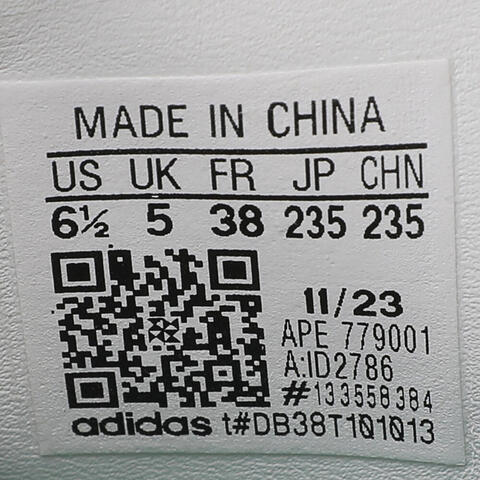 MADE IN CHINA
US UK FR JP CHN
6½ 5 38 235 235
11/23
APE 779001
A:ID2786
#133558384
adidas t#DB38T101013